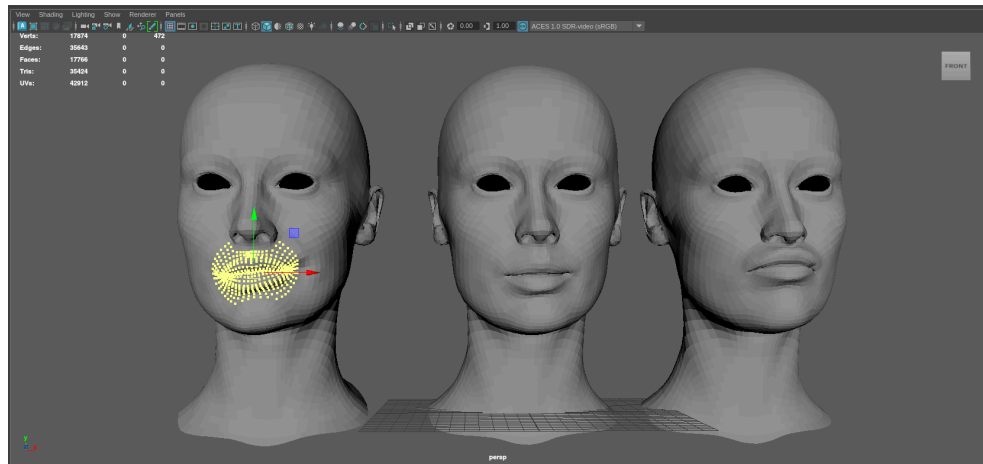 View Shading Lighting Show Renderer Panels
0.00 1.00 ACES 1.0 SDR-video (sRGB)
Verts: 17874 0 472
Edges: 35643 0 0
Faces: 17766 0 0
Tris: 35424 0 0
UVs: 42912 0 0
FRONT
y
x
persp